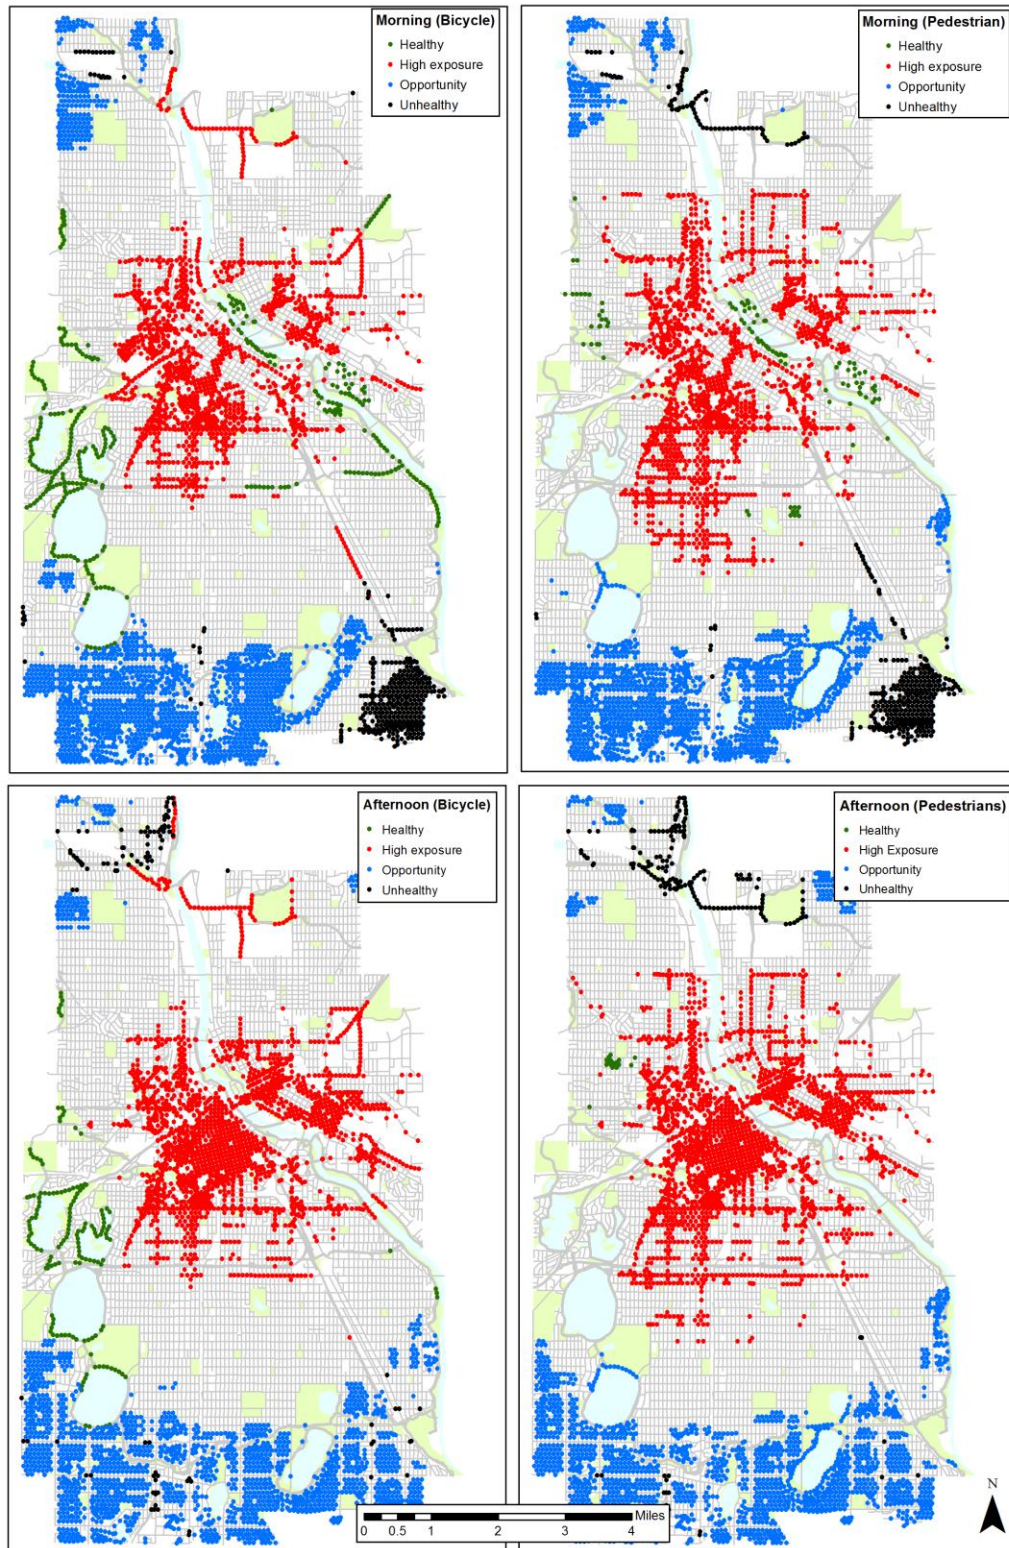 Morning (Bicycle)
Healthy
High exposure
Opportunity
Unhealthy
Morning (Pedestrian)
Healthy
High exposure
Opportunity
Unhealthy
Afternoon (Bicycle)
Healthy
High exposure
Opportunity
Unhealthy
Afternoon (Pedestrians)
Healthy
High Exposure
Opportunity
Unhealthy
N
Miles
0 0.5 1 2 3 4